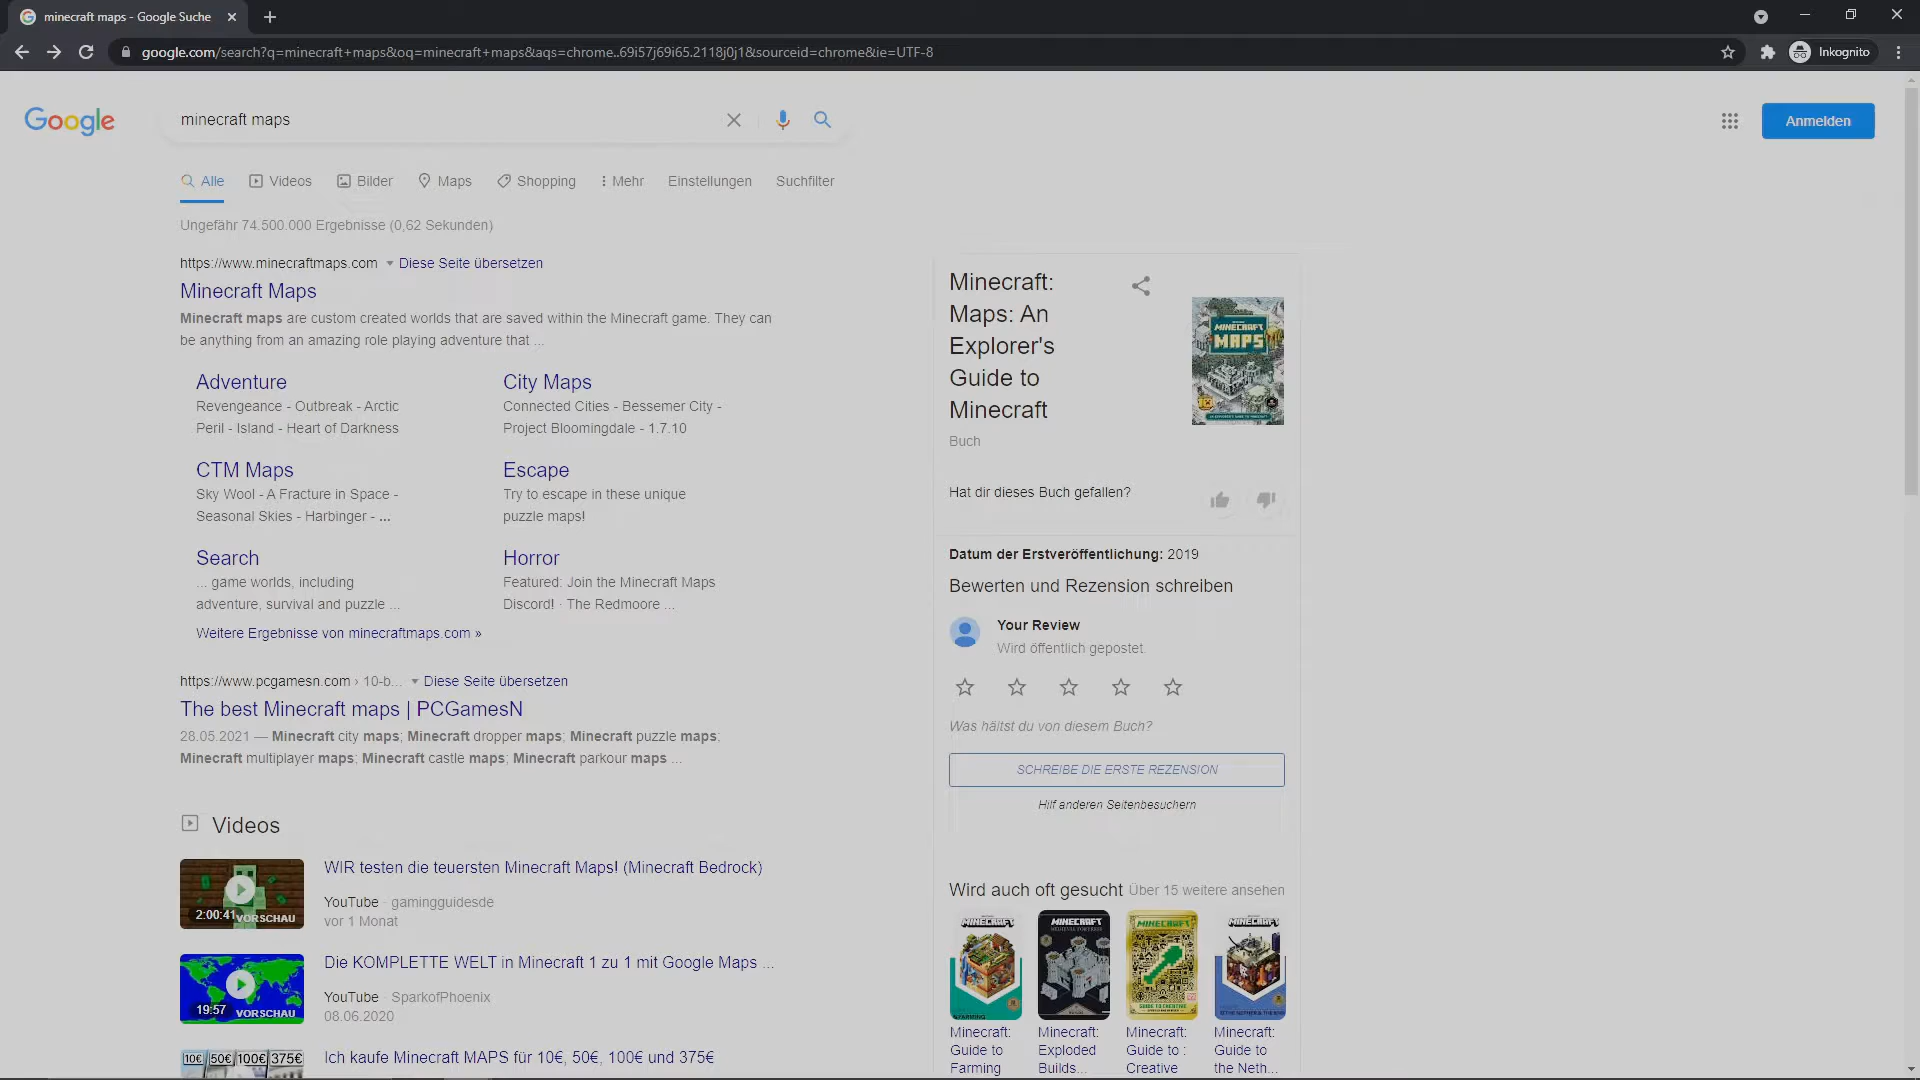 minecraft maps - Google Suche
google.com/search?q=minecraft+maps&oq=minecraft+maps&aqs=chrome..69i57j69i65.2118j0j1&sourceid=chrome&ie=UTF-8
Inkognito
Google
minecraft maps
Anmelden
Alle
Videos
Bilder
Maps
Shopping
Mehr
Einstellungen
Suchfilter
Ungefähr 74.500.000 Ergebnisse (0,62 Sekunden)
https://www.minecraftmaps.com Diese Seite übersetzen
Minecraft Maps
Minecraft maps are custom created worlds that are saved within the Minecraft game. They can
be anything from an amazing role playing adventure that ...
Adventure
Revengeance - Outbreak - Arctic
Peril - Island - Heart of Darkness
City Maps
Connected Cities - Bessemer City -
Project Bloomingdale - 1.7.10
CTM Maps
Sky Wool - A Fracture in Space -
Seasonal Skies - Harbinger - ...
Escape
Try to escape in these unique
puzzle maps!
Search
... game worlds, including
adventure, survival and puzzle ...
Horror
Featured: Join the Minecraft Maps
Discord! · The Redmoore ...
Weitere Ergebnisse von minecraftmaps.com »
https://www.pcgamesn.com › 10-b... Diese Seite übersetzen
The best Minecraft maps | PCGamesN
28.05.2021 — Minecraft city maps; Minecraft dropper maps; Minecraft puzzle maps;
Minecraft multiplayer maps; Minecraft castle maps; Minecraft parkour maps ...
Videos
2:00:41 VORSCHAU
WIR testen die teuersten Minecraft Maps! (Minecraft Bedrock)
YouTube · gamingguidesde
vor 1 Monat
19:57 VORSCHAU
Die KOMPLETTE WELT in Minecraft 1 zu 1 mit Google Maps ...
YouTube · SparkofPhoenix
08.06.2020
10€ 50€ 100€ 375€
Ich kaufe Minecraft MAPS für 10€, 50€, 100€ und 375€
Minecraft:
Maps: An
Explorer's
Guide to
Minecraft
Buch
MINECRAFT
MAPS
Hat dir dieses Buch gefallen?
Datum der Erstveröffentlichung: 2019
Bewerten und Rezension schreiben
Your Review
Wird öffentlich gepostet.
Was hältst du von diesem Buch?
SCHREIBE DIE ERSTE REZENSION
Hilf anderen Seitenbesuchern
Wird auch oft gesucht
Über 15 weitere ansehen
MINECRAFT
MINECRAFT
MINECRAFT
MINECRAFT
Minecraft:
Guide to
Farming
Minecraft:
Exploded
Builds...
Minecraft:
Guide to :
Creative
Minecraft:
Guide to
the Neth...